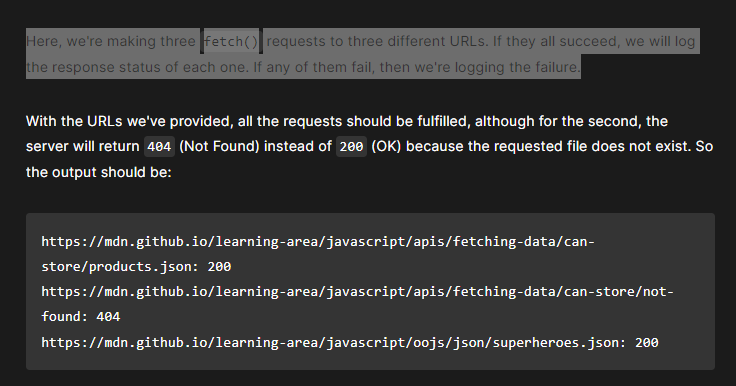 Here, we're making three fetch() requests to three different URLs. If they all succeed, we will log
the response status of each one. If any of them fail, then we're logging the failure.
With the URLs we've provided, all the requests should be fulfilled, although for the second, the
server will return 404 (Not Found) instead of 200 (OK) because the requested file does not exist. So
the output should be:
https://mdn.github.io/learning-area/javascript/apis/fetching-data/can-
store/products.json: 200
https://mdn.github.io/learning-area/javascript/apis/fetching-data/can-store/not-
found: 404
https://mdn.github.io/learning-area/javascript/oojs/json/superheroes.json: 200